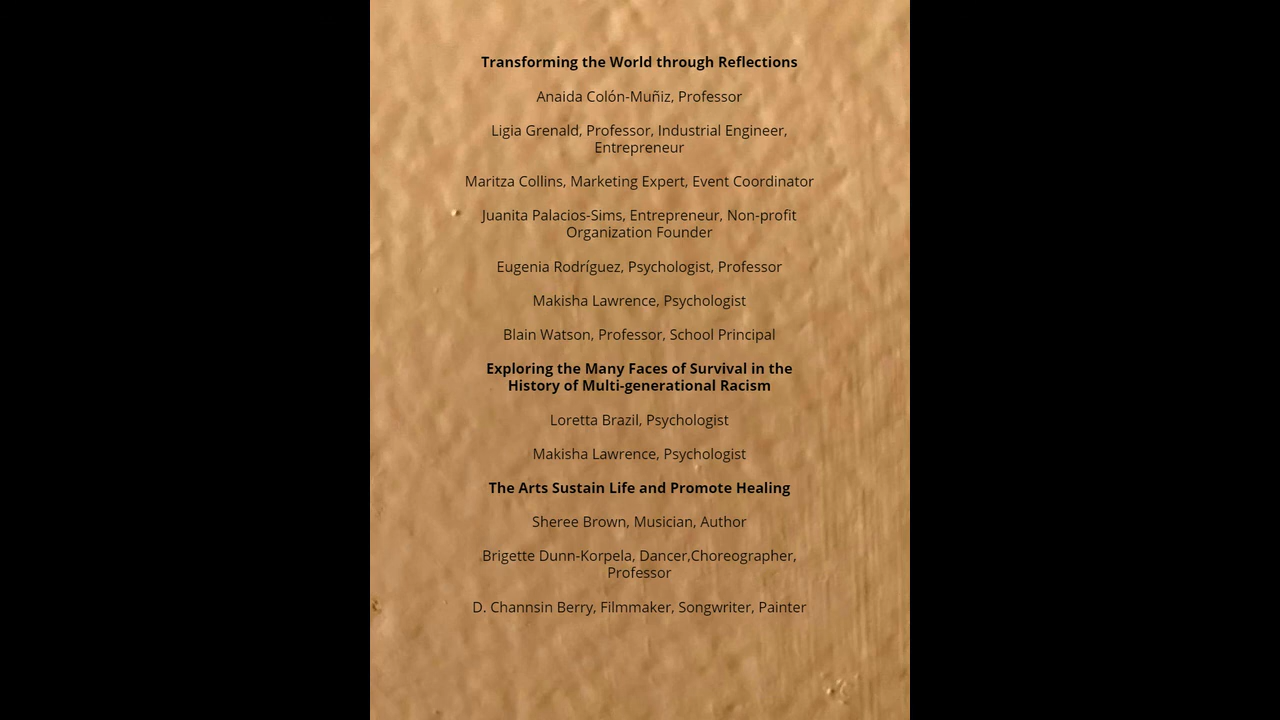 Transforming the World through Reflections
Anaida Colón-Muñiz, Professor
Ligia Grenald, Professor, Industrial Engineer,
Entrepreneur
Maritza Collins, Marketing Expert, Event Coordinator
Juanita Palacios-Sims, Entrepreneur, Non-profit
Organization Founder
Eugenia Rodríguez, Psychologist, Professor
Makisha Lawrence, Psychologist
Blain Watson, Professor, School Principal
Exploring the Many Faces of Survival in the
History of Multi-generational Racism
Loretta Brazil, Psychologist
Makisha Lawrence, Psychologist
The Arts Sustain Life and Promote Healing
Sheree Brown, Musician, Author
Brigette Dunn-Korpela, Dancer,Choreographer,
Professor
D. Channsin Berry, Filmmaker, Songwriter, Painter